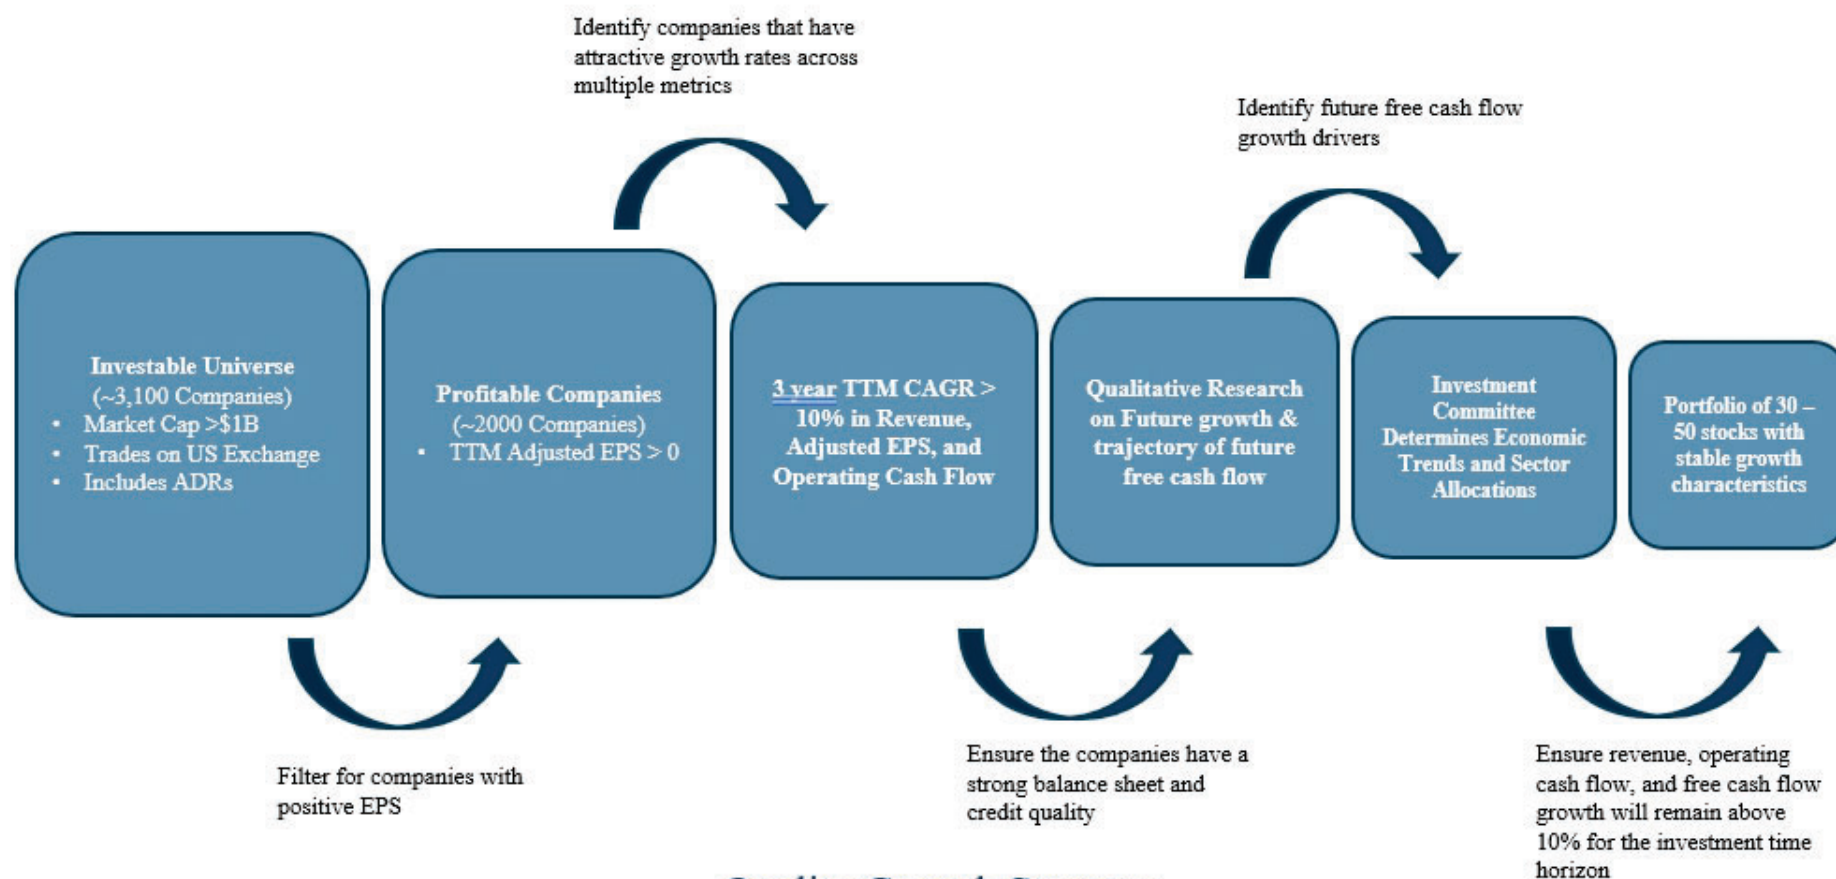 Identify companies that have
attractive growth rates across
multiple metrics
Identify future free cash flow
growth drivers
Investable Universe
(~3,100 Companies)
• Market Cap >$1B
• Trades on US Exchange
• Includes ADRs
Profitable Companies
(~2000 Companies)
• TTM Adjusted EPS > 0
3 year TTM CAGR >
10% in Revenue,
Adjusted EPS, and
Operating Cash Flow
Qualitative Research
on Future growth &
trajectory of future
free cash flow
Investment
Committee
Determines Economic
Trends and Sector
Allocations
Portfolio of 30 –
50 stocks with
stable growth
characteristics
Filter for companies with
positive EPS
Ensure the companies have a
strong balance sheet and
credit quality
Ensure revenue, operating
cash flow, and free cash flow
growth will remain above
10% for the investment time
horizon